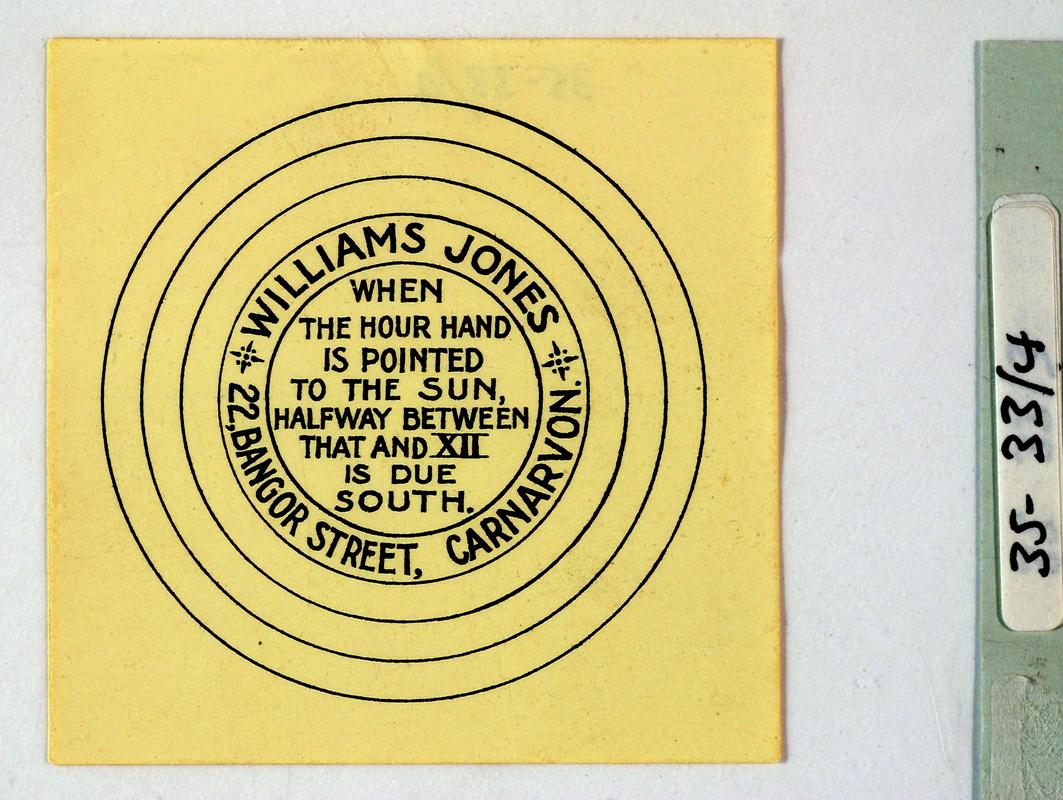 WILLIAMS JONES
WHEN
THE HOUR HAND
IS POINTED
TO THE SUN,
HALFWAY BETWEEN
THAT AND XII
IS DUE
SOUTH.
22, BANGOR STREET, CARNARVON.
35-33/4